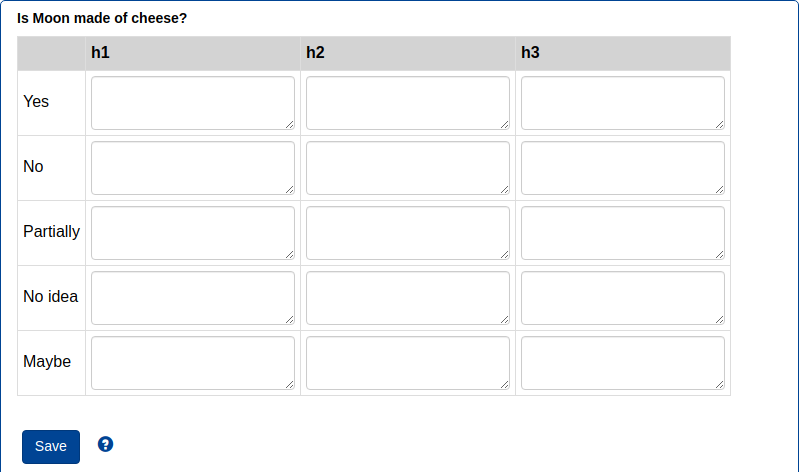 Is Moon made of cheese?
h1 h2 h3
Yes
No
Partially
No idea
Maybe
Save ?